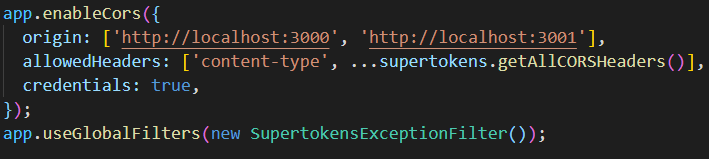 app.enableCors({
  origin: ['http://localhost:3000', 'http://localhost:3001'],
  allowedHeaders: ['content-type', ...supertokens.getAllCORSHeaders()],
  credentials: true,
});
app.useGlobalFilters(new SupertokensExceptionFilter());